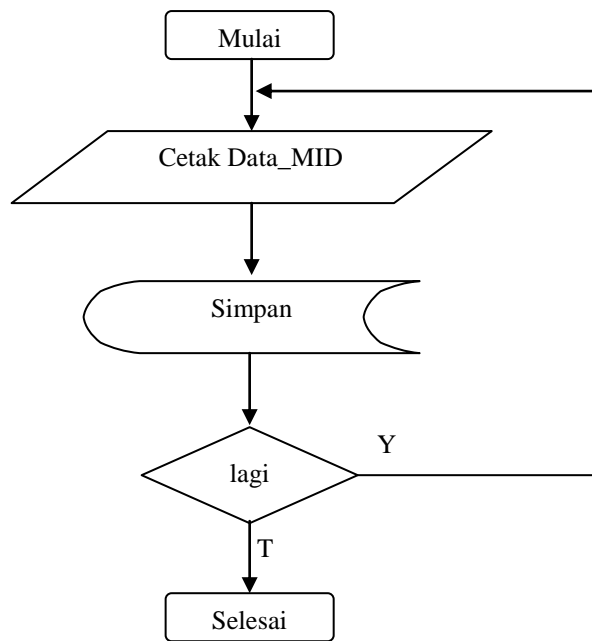 Mulai
Cetak Data_MID
Simpan
lagi
Y
T
Selesai